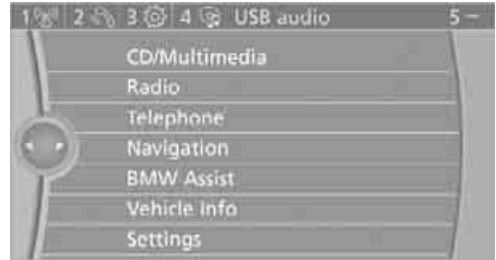 1 2 3 4 USB audio 5 -
CD/Multimedia
Radio
Telephone
Navigation
BMW Assist
Vehicle Info
Settings